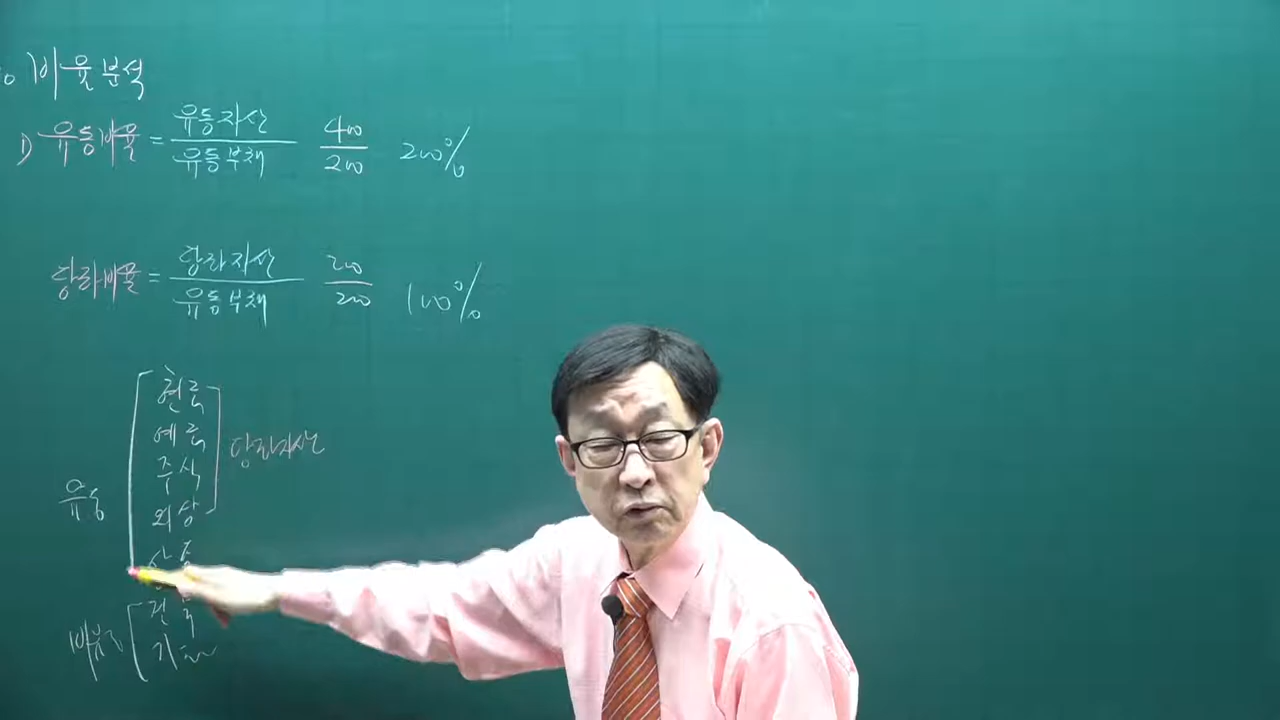 비율분석
1) 유동비율 = 유동자산 / 유동부채 400 / 200 200%
당좌비율 = 당좌자산 / 유동부채 200 / 200 100%
현금
예금
주식 당좌자산
유동 외상
비유동
건
기